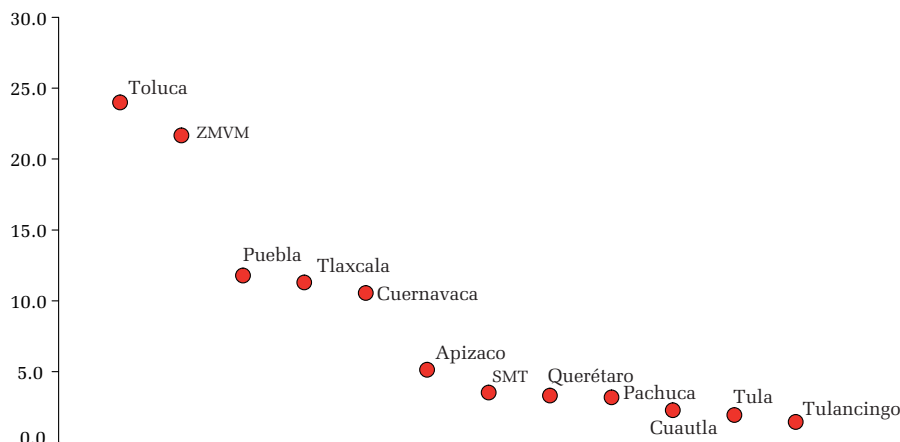 30.0
25.0
20.0
15.0
10.0
5.0
0.0
Toluca
ZMVM
Puebla
Tlaxcala
Cuernavaca
Apizaco
SMT
Querétaro
Pachuca
Cuautla
Tula
Tulancingo